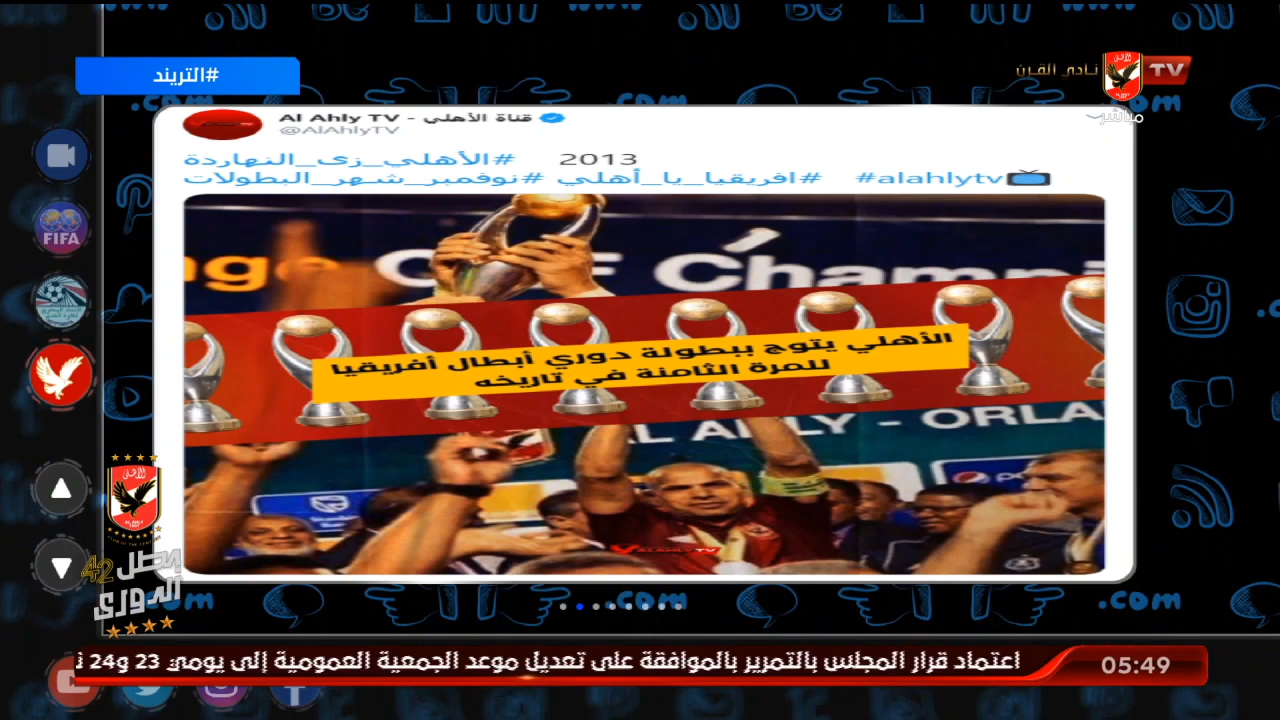 #التريند
نادي القرن
TV
مباشر
Al Ahly TV - قناة الأهلي
@AlAhlyTV
#الأهلي_زي_النهاردة 2013
#افريقيا_يا_أهلي #نوفمبر_شهر_البطولات #alahlytv
الأهلي يتوج ببطولة دوري أبطال أفريقيا
للمرة الثامنة في تاريخه
AL AHLY - ORLA
FIFA
بطل 42
الدوري
05:49
اعتماد قرار المجلس بالتمرير بالموافقة على تعديل موعد الجمعية العمومية إلى يومي 23 و24